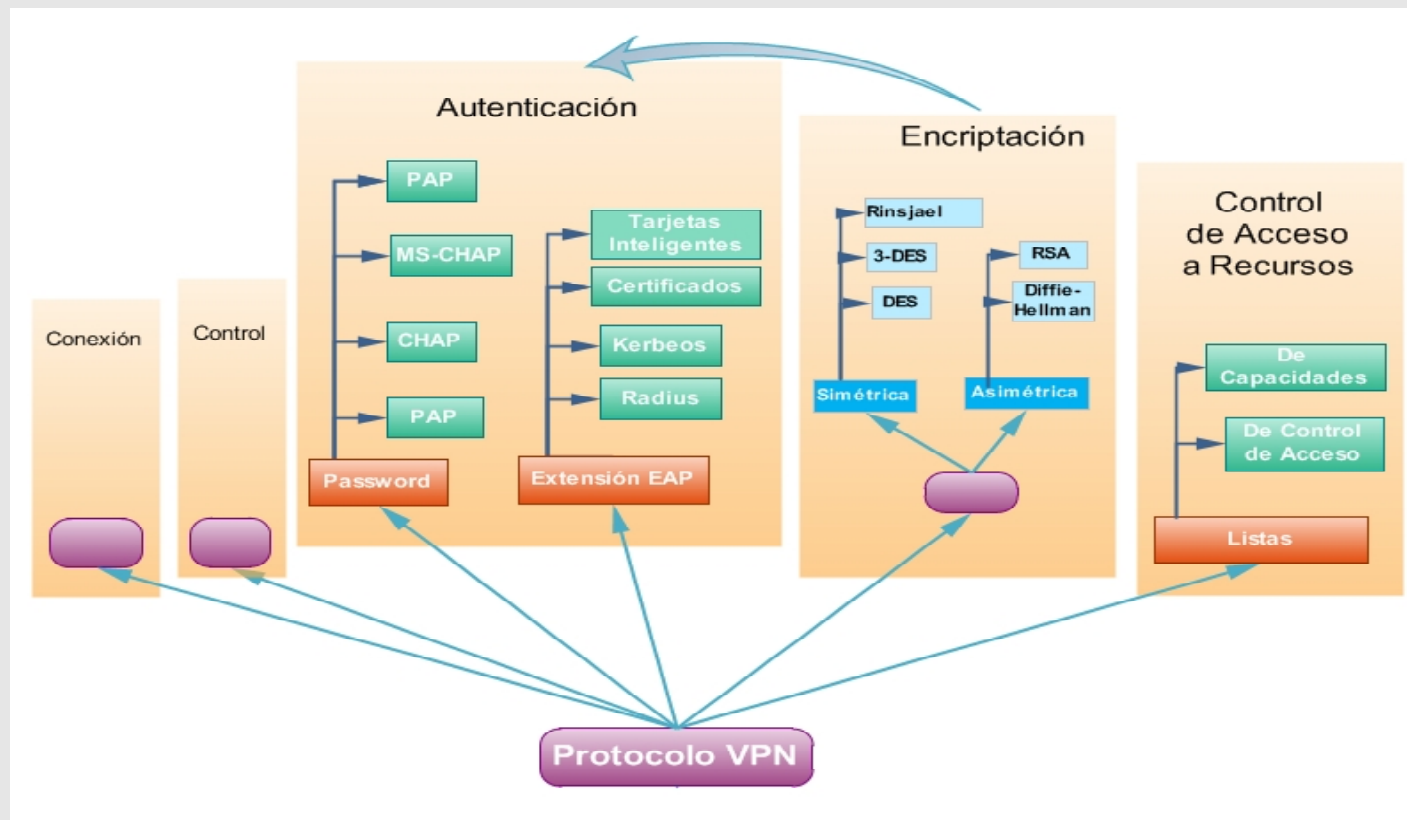 Autenticación
Encriptación
Control
de Acceso
a Recursos
Conexión
Control
PAP
MS-CHAP
CHAP
PAP
Password
Tarjetas
Inteligentes
Certificados
Kerbeos
Radius
Extensión EAP
Rinsjael
3-DES
DES
Simétrica
RSA
Diffie-
Hellman
Asimétrica
De
Capacidades
De Control
de Acceso
Listas
Protocolo VPN